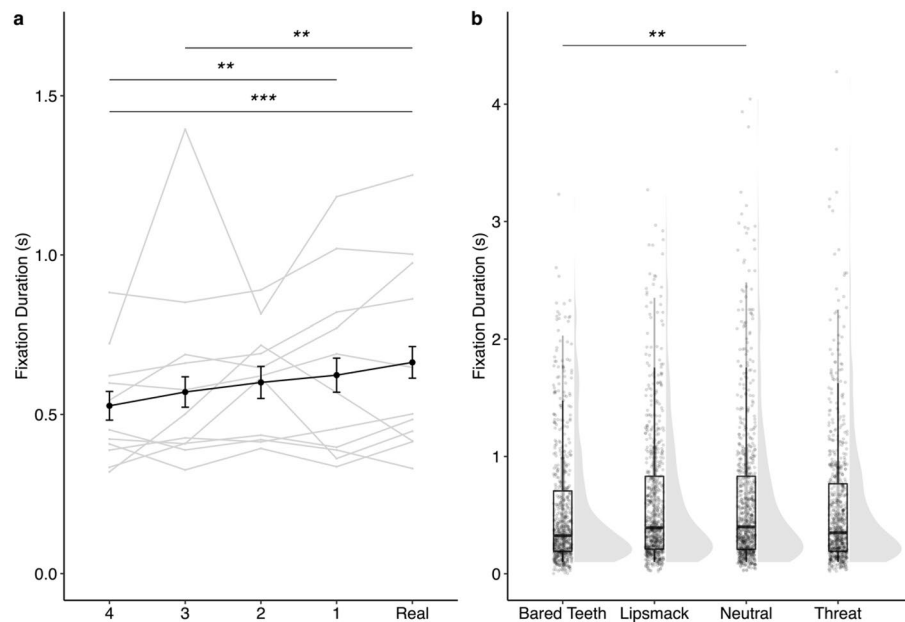 a
**
**
***
1.5
1.0
0.5
0.0
Fixation Duration (s)
4 3 2 1 Real
b
**
4
3
2
1
0
Fixation Duration (s)
Bared Teeth Lipsmack Neutral Threat